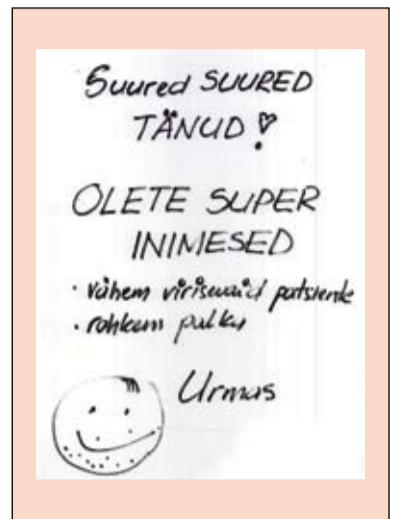 Suured SUURED
TÄNUD!
OLETE SUPER
INIMESED
· vähem virisevaid patsiente
· rohkem palka
Urmas